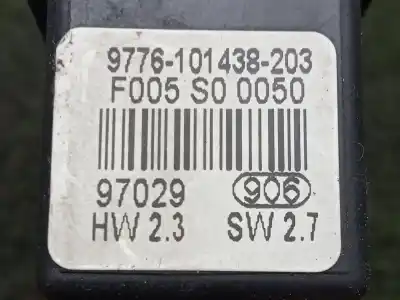 9776-101438-203
F005 S0 0050
97029 906
HW 2.3 SW 2.7